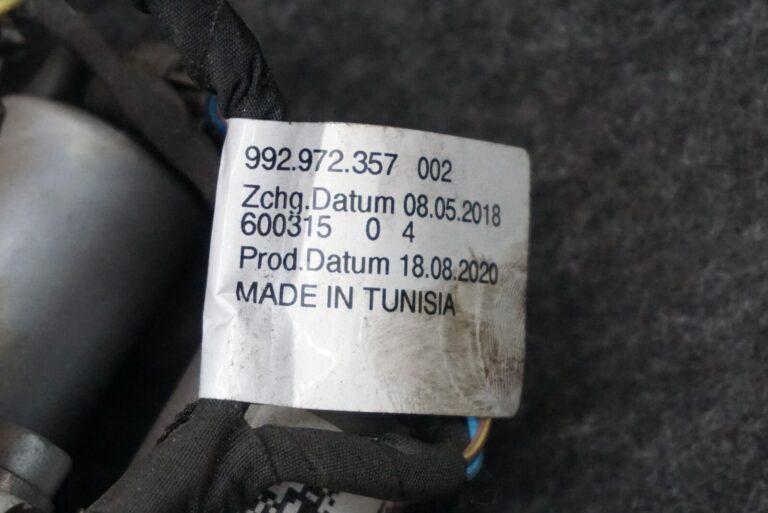 992.972.357 002
Zchg.Datum 08.05.2018
600315 0 4
Prod.Datum 18.08.2020
MADE IN TUNISIA